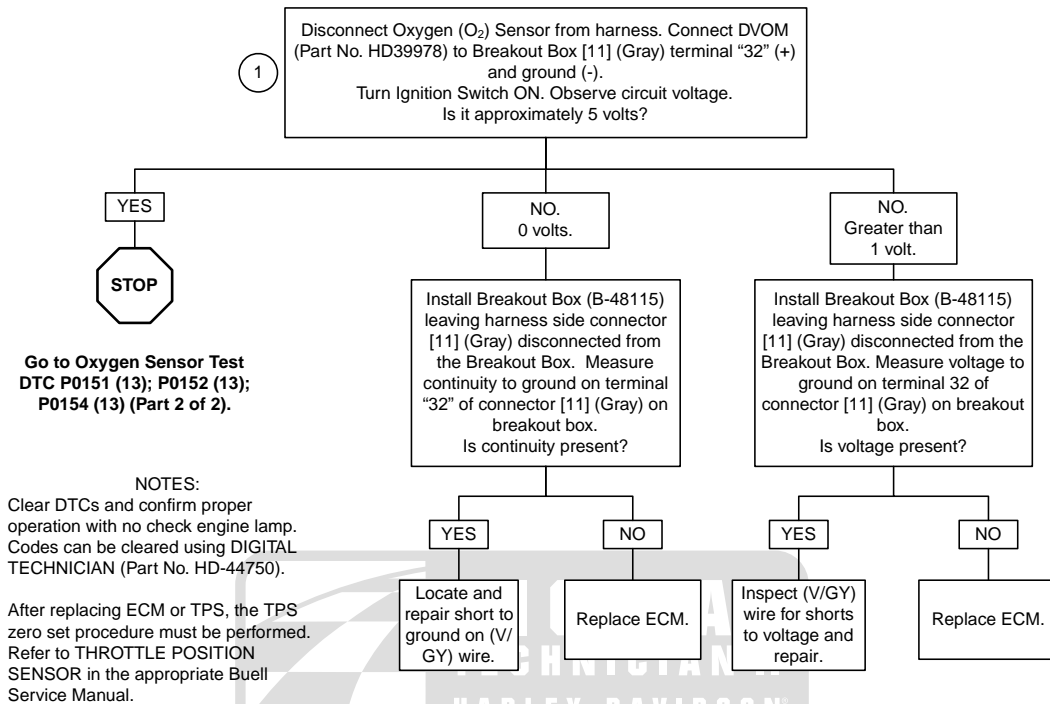 Disconnect Oxygen (O₂) Sensor from harness. Connect DVOM
(Part No. HD39978) to Breakout Box [11] (Gray) terminal “32” (+)
and ground (-).
Turn Ignition Switch ON. Observe circuit voltage.
Is it approximately 5 volts?
1
YES
NO.
0 volts.
NO.
Greater than
1 volt.
STOP
Go to Oxygen Sensor Test
DTC P0151 (13); P0152 (13);
P0154 (13) (Part 2 of 2).
Install Breakout Box (B-48115)
leaving harness side connector
[11] (Gray) disconnected from
the Breakout Box. Measure
continuity to ground on terminal
“32” of connector [11] (Gray) on
breakout box.
Is continuity present?
Install Breakout Box (B-48115)
leaving harness side connector
[11] (Gray) disconnected from the
Breakout Box. Measure voltage to
ground on terminal 32 of
connector [11] (Gray) on breakout
box.
Is voltage present?
NOTES:
Clear DTCs and confirm proper
operation with no check engine lamp.
Codes can be cleared using DIGITAL
TECHNICIAN (Part No. HD-44750).
After replacing ECM or TPS, the TPS
zero set procedure must be performed.
Refer to THROTTLE POSITION
SENSOR in the appropriate Buell
Service Manual.
YES
NO
YES
NO
Locate and
repair short to
ground on (V/
GY) wire.
Replace ECM.
Inspect (V/GY)
wire for shorts
to voltage and
repair.
Replace ECM.
HARLEY-DAVIDSON